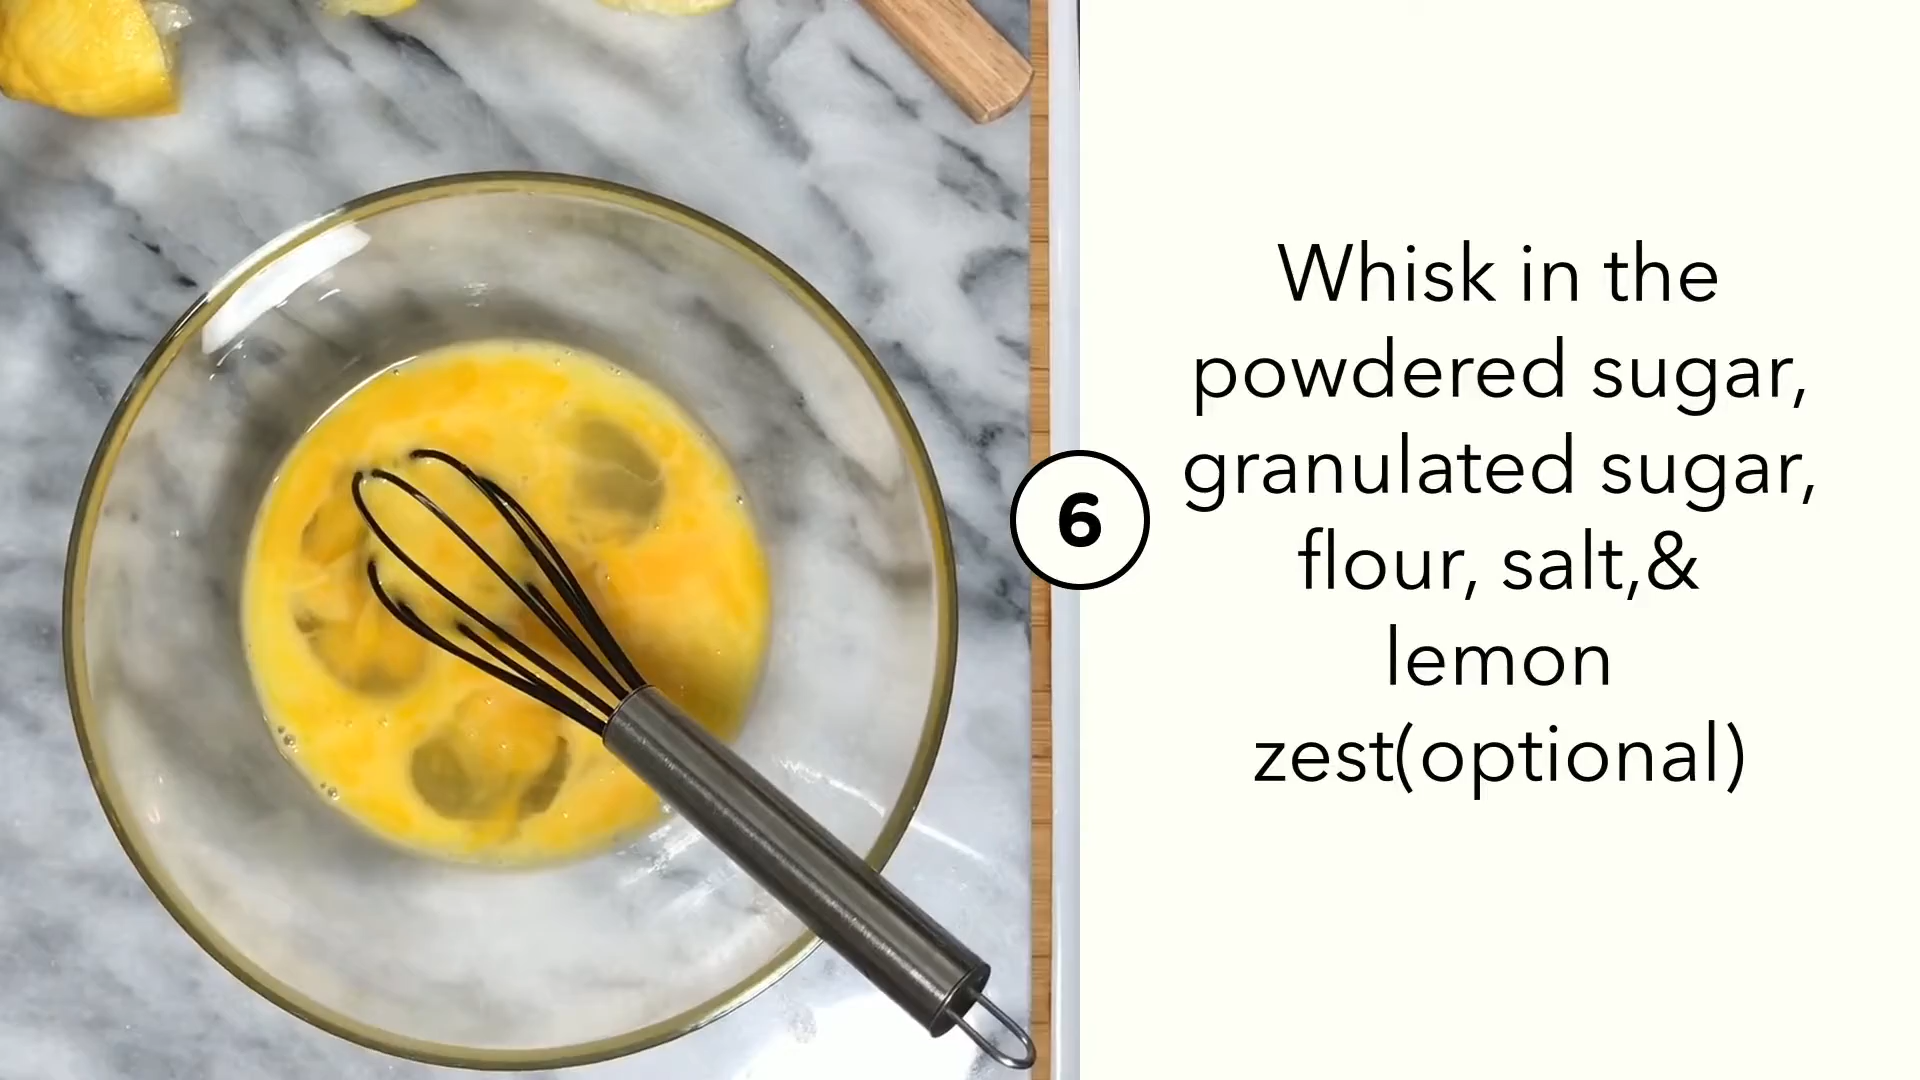 6
Whisk in the
powdered sugar,
granulated sugar,
flour, salt,&
lemon
zest(optional)